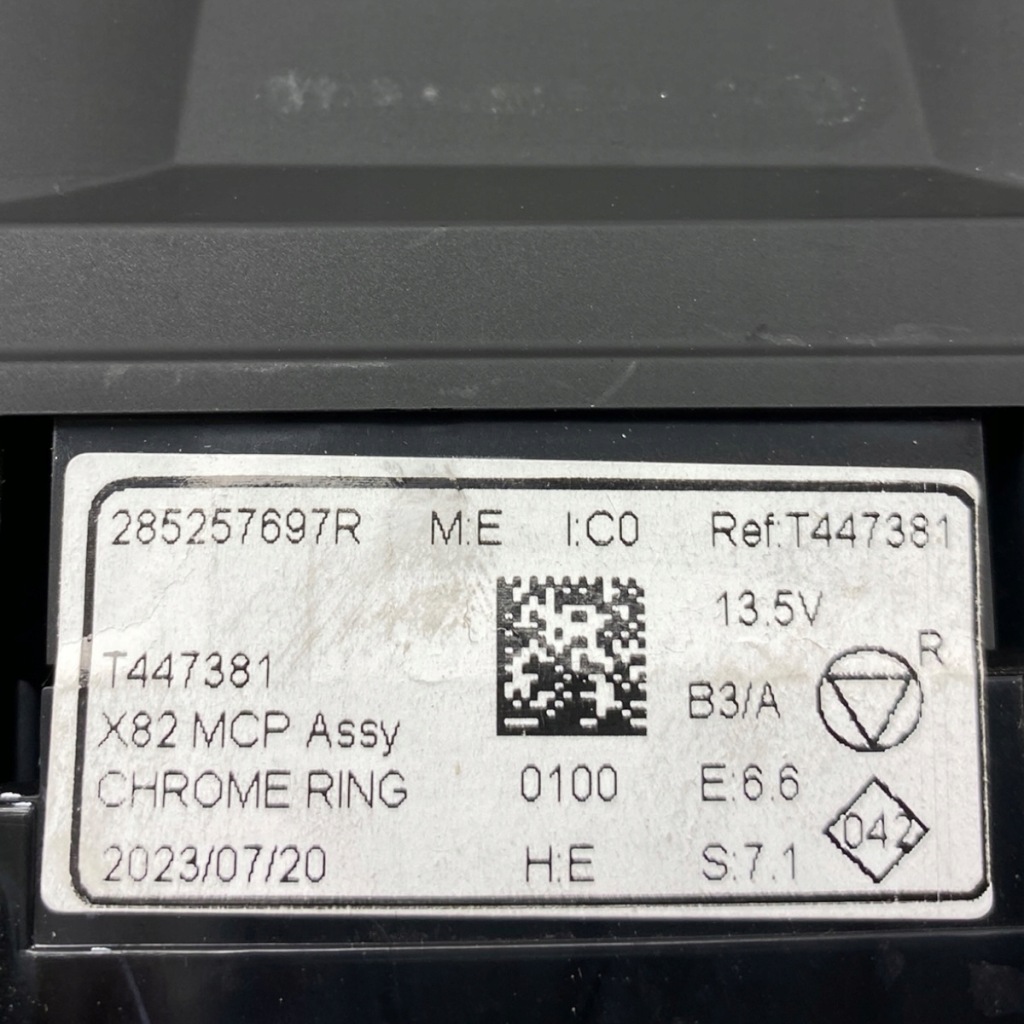 285257697R M:E I:C0 Ref:T447381
13.5V
R
T447381
B3/A
X82 MCP Assy
CHROME RING 0100 E:6.6
042
2023/07/20 H:E S:7.1